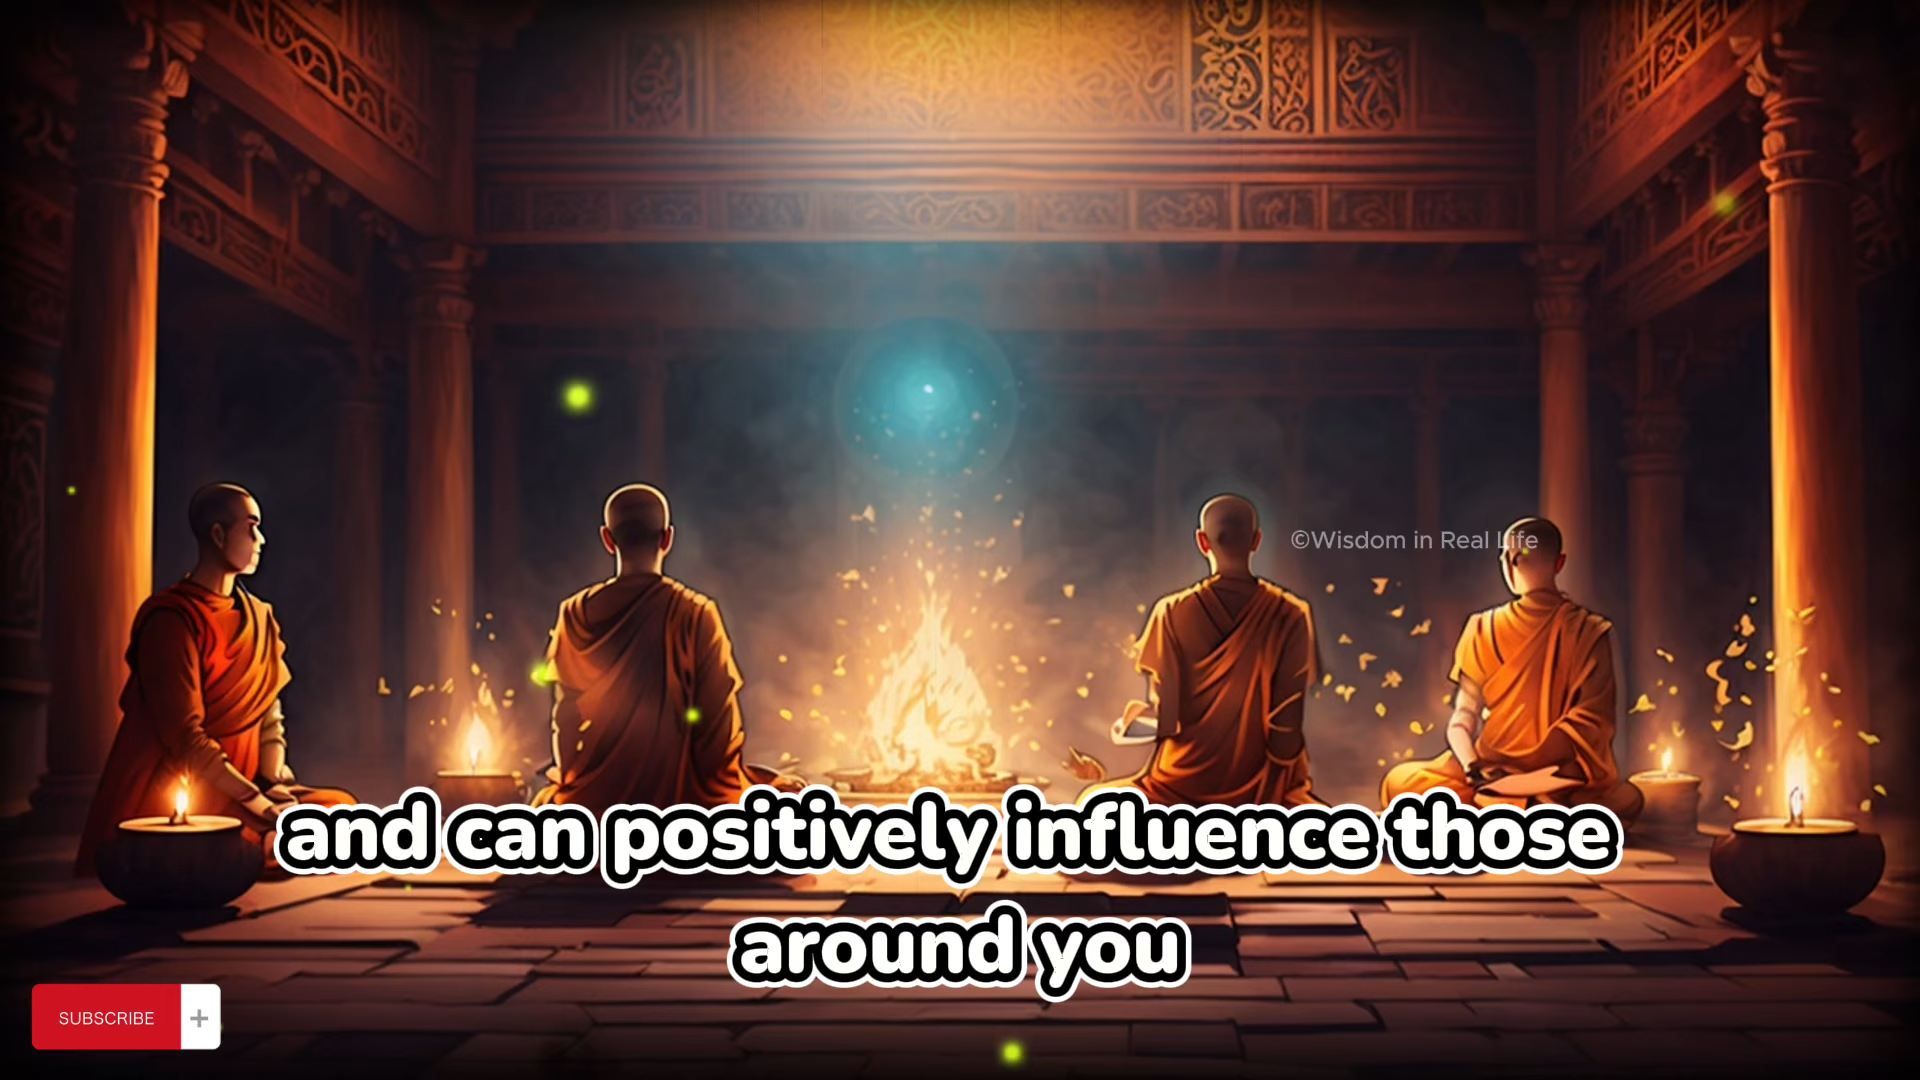 ©Wisdom in Real Life
and can positively influence those
around you
SUBSCRIBE +